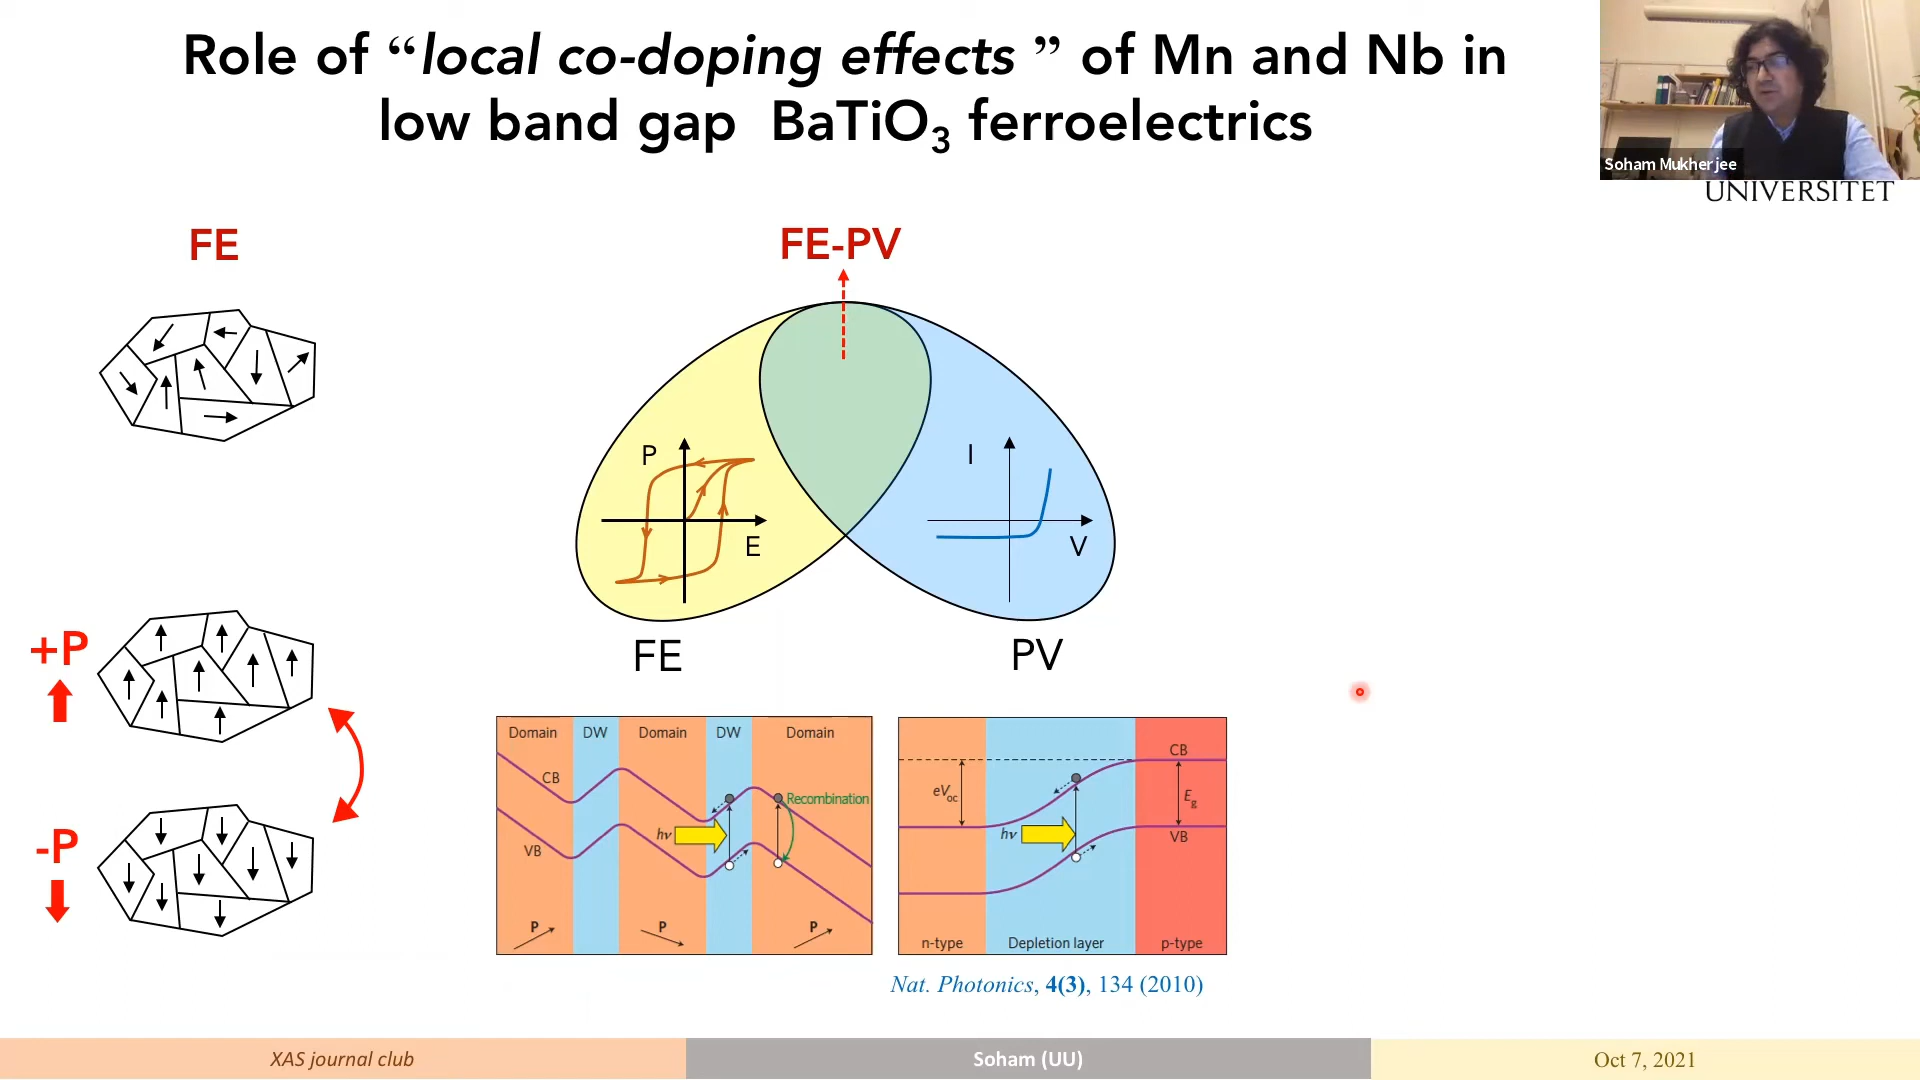 Role of “local co-doping effects ” of Mn and Nb in
low band gap BaTiO₃ ferroelectrics
Soham Mukherjee
UNIVERSITET
FE
FE-PV
P
E
I
V
FE
PV
+P
-P
Domain DW Domain DW Domain
CB
Recombination
hν
VB
P P P
CB
eVoc
Eg
hν
VB
n-type Depletion layer p-type
Nat. Photonics, 4(3), 134 (2010)
XAS journal club
Soham (UU)
Oct 7, 2021